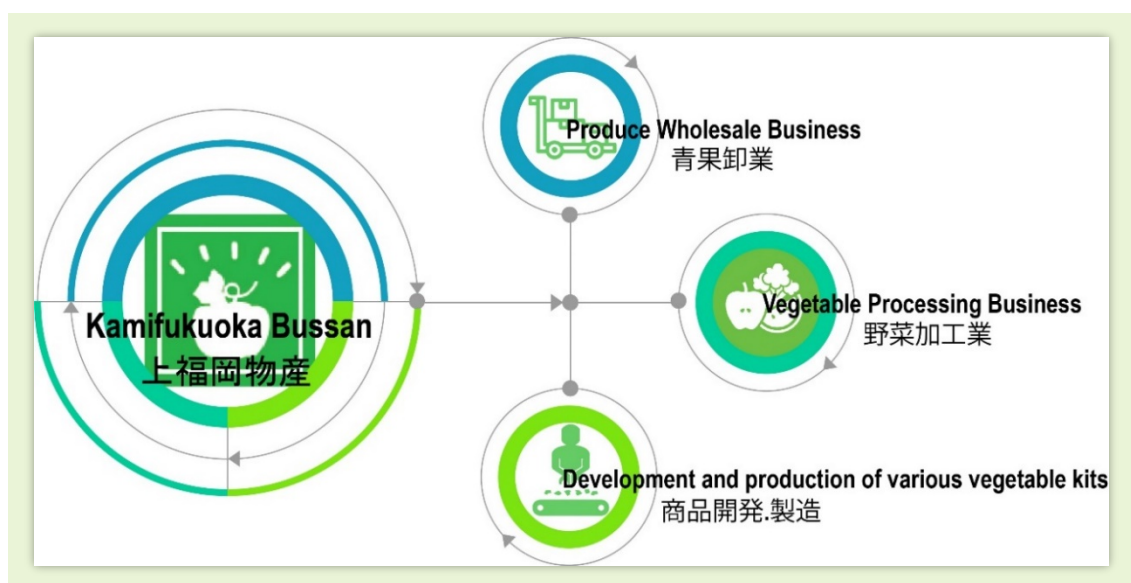 Produce Wholesale Business
青果卸業
Kamifukuoka Bussan
上福岡物産
Vegetable Processing Business
野菜加工業
Development and production of various vegetable kits
商品開発.製造